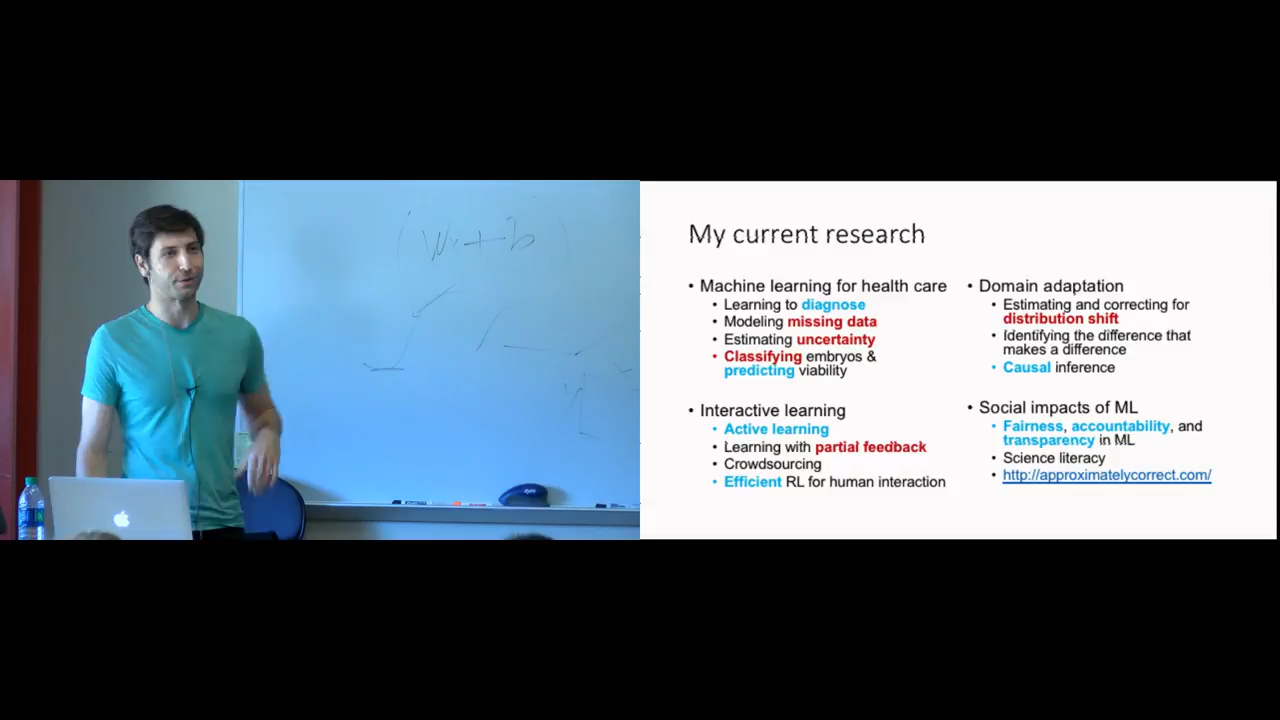 (W + b)
My current research
• Machine learning for health care
• Learning to diagnose
• Modeling missing data
• Estimating uncertainty
• Classifying embryos &
predicting viability
• Interactive learning
• Active learning
• Learning with partial feedback
• Crowdsourcing
• Efficient RL for human interaction
• Domain adaptation
• Estimating and correcting for
distribution shift
• Identifying the difference that
makes a difference
• Causal inference
• Social impacts of ML
• Fairness, accountability, and
transparency in ML
• Science literacy
• http://approximatelycorrect.com/